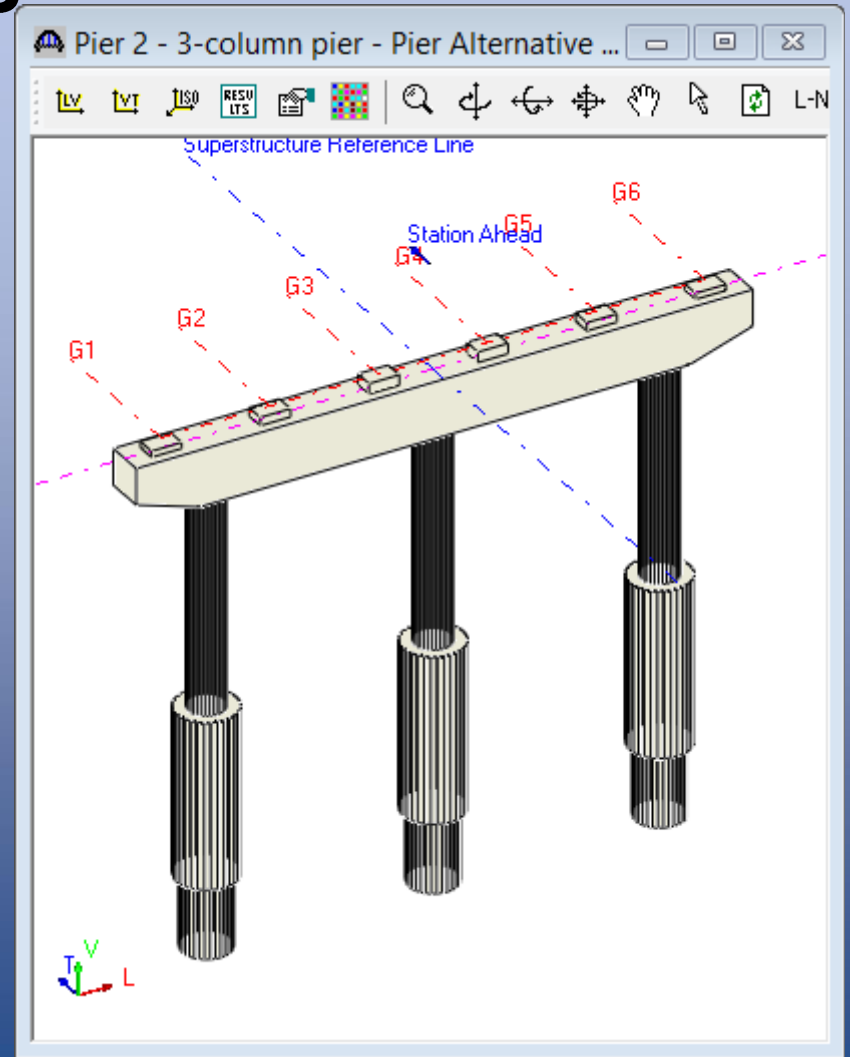 Pier 2 - 3-column pier - Pier Alternative ...
LV VT ISO RESU LTS L-N
Superstructure Reference Line
G6
Station Ahead
G5
G4
G3
G2
G1
V
T
L